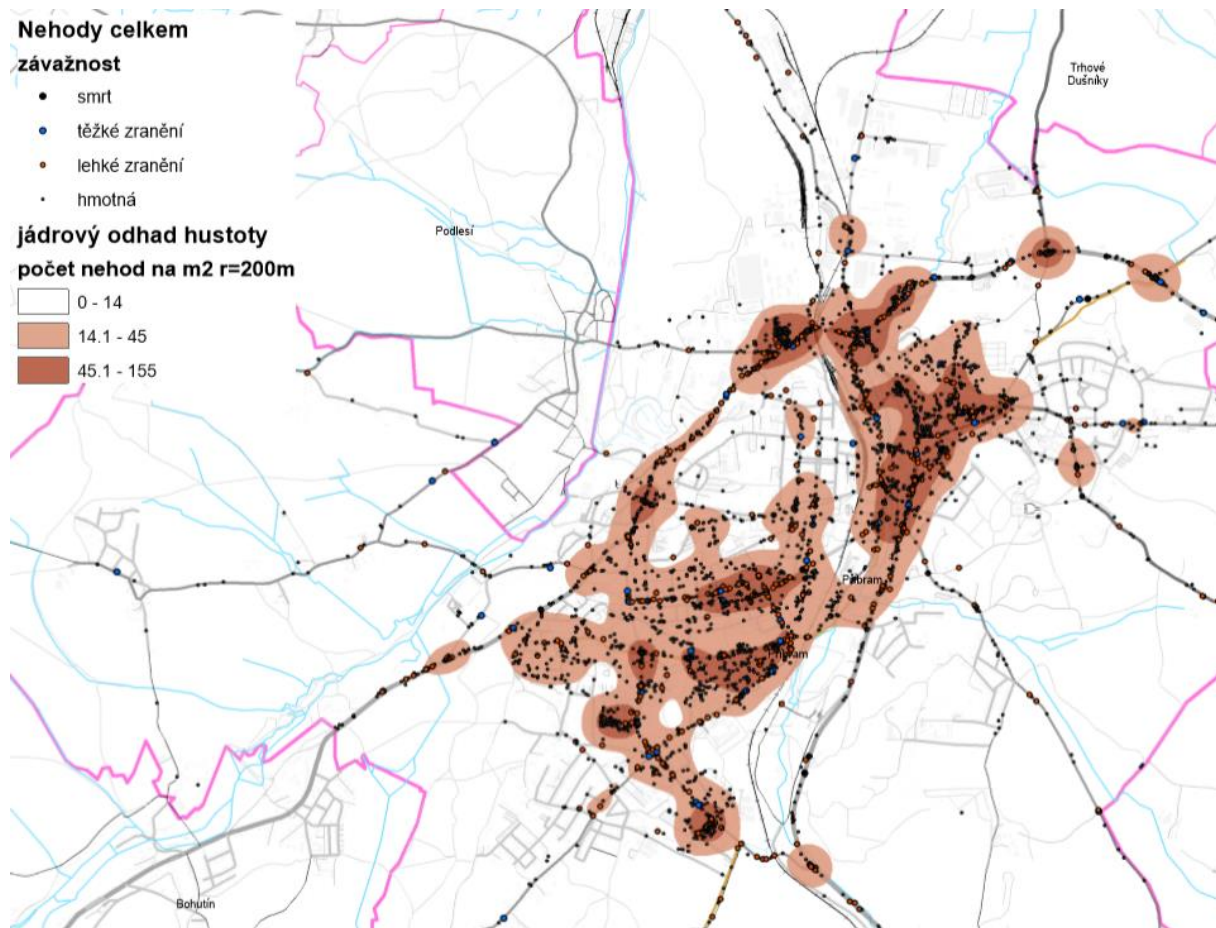 Nehody celkem
závažnost
smrt
těžké zranění
lehké zranění
hmotná
jádrový odhad hustoty
počet nehod na m2 r=200m
0 - 14
14.1 - 45
45.1 - 155
Trhové
Dušníky
Podlesí
Příbram
Příbram
Bohutín